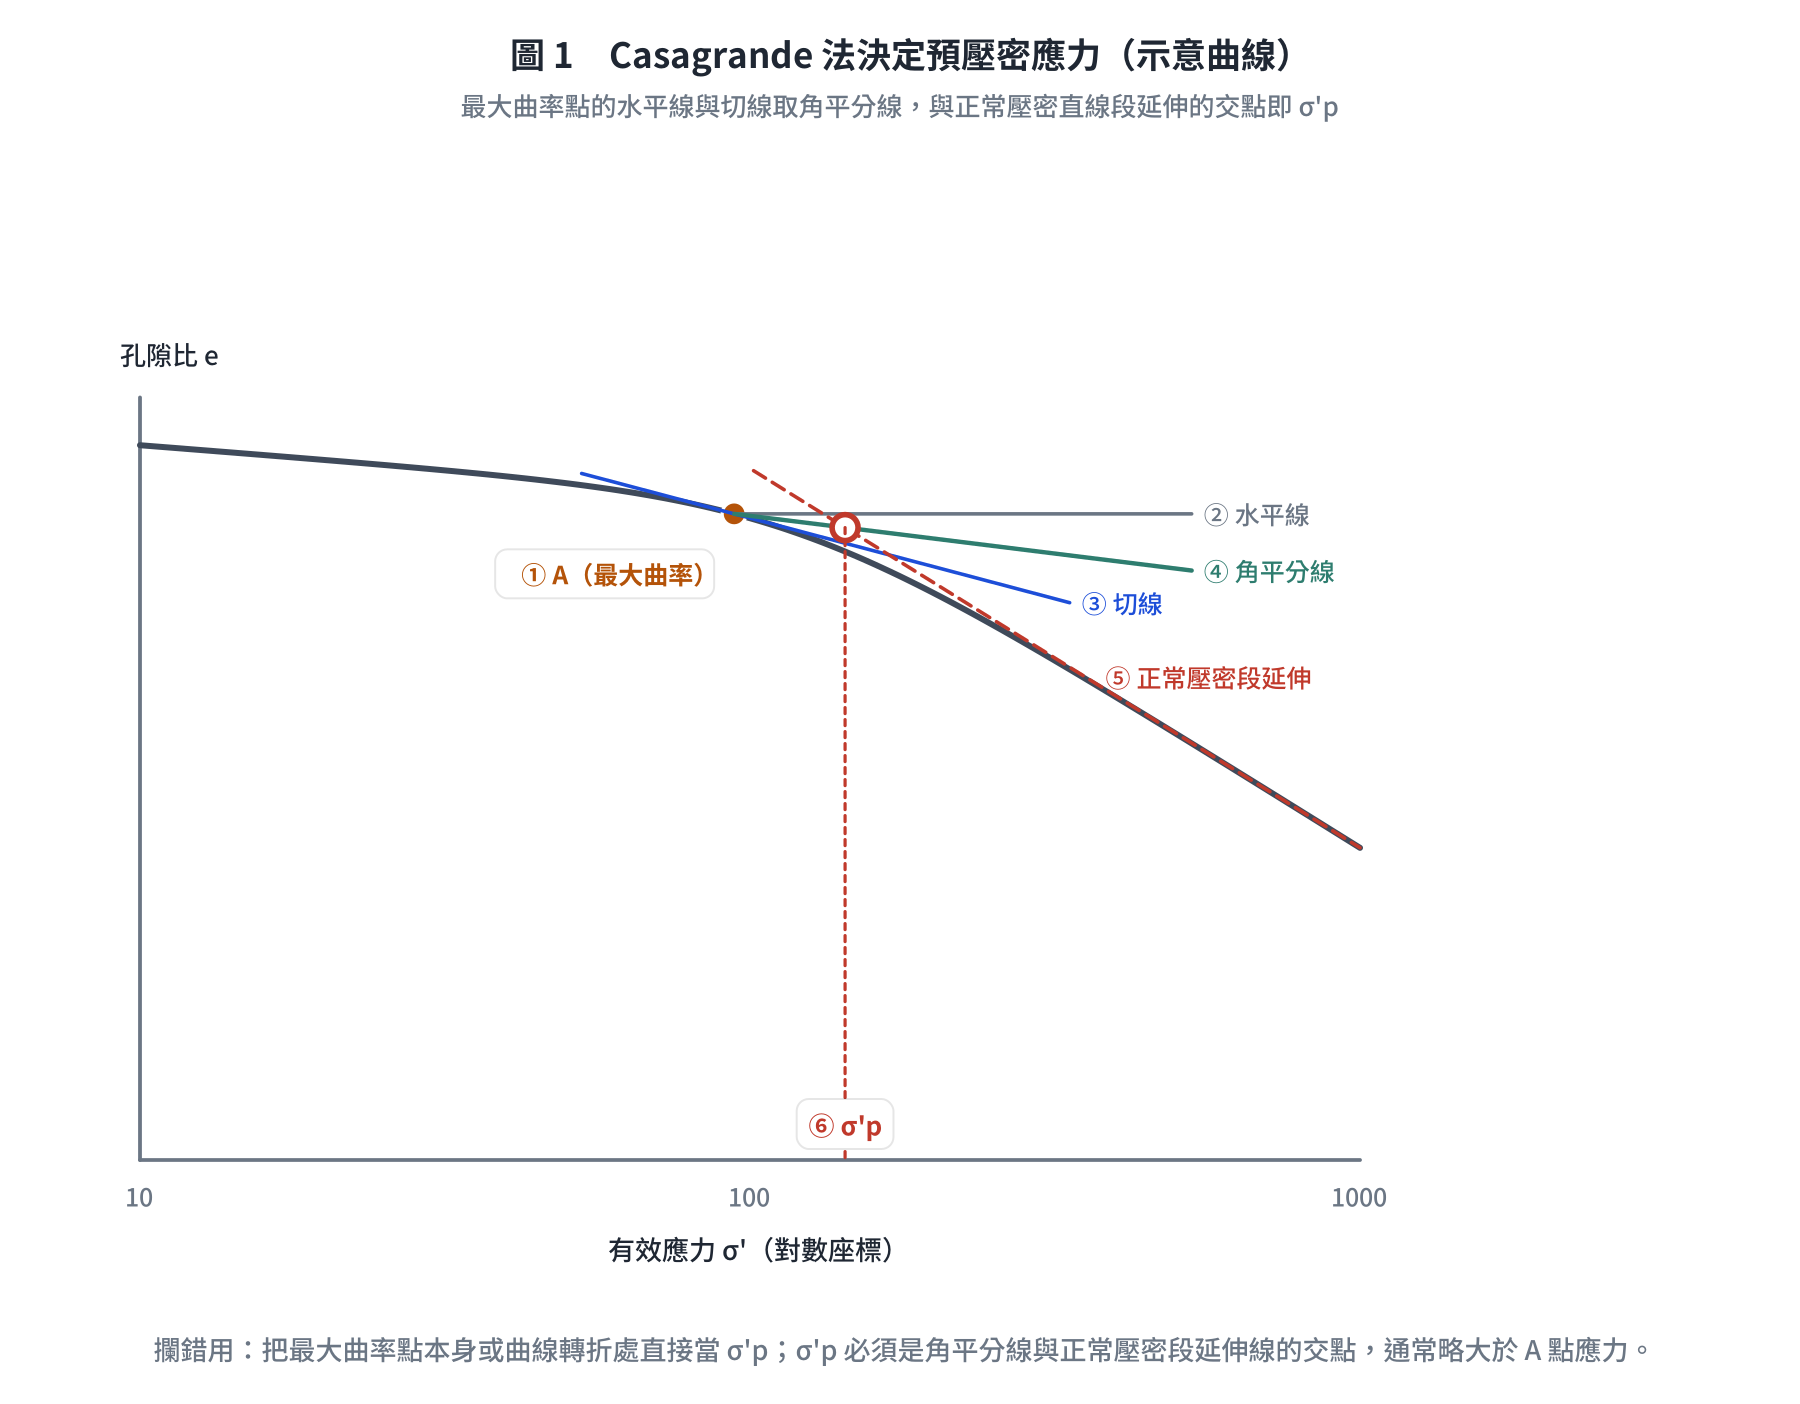 圖 1　Casagrande 法決定預壓密應力（示意曲線）
最大曲率點的水平線與切線取角平分線，與正常壓密直線段延伸的交點即 σ'p
孔隙比 e
② 水平線
④ 角平分線
① A（最大曲率）
③ 切線
⑤ 正常壓密段延伸
⑥ σ'p
10
100
1000
有效應力 σ'（對數座標）
攔錯用：把最大曲率點本身或曲線轉折處直接當 σ'p；σ'p 必須是角平分線與正常壓密段延伸線的交點，通常略大於 A 點應力。